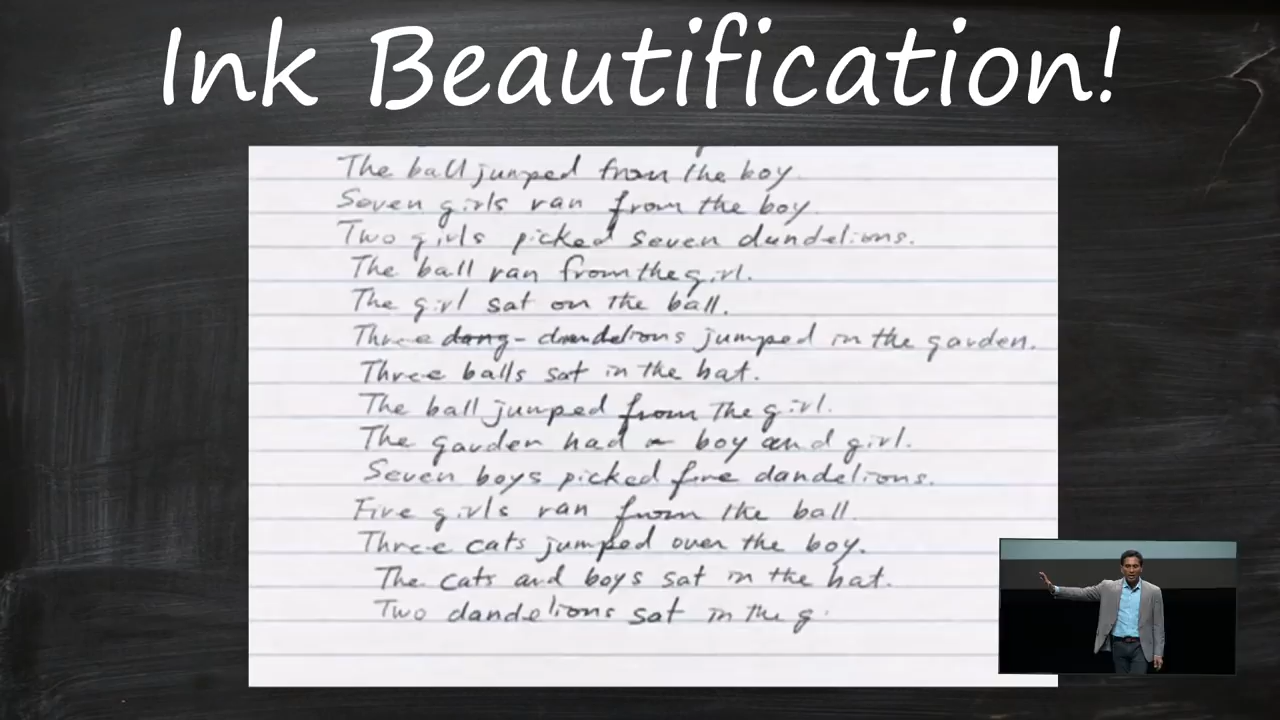 Ink Beautification!
The ball jumped from the boy.
Seven girls ran from the boy.
Two girls picked seven dandelions.
The ball ran from the girl.
The girl sat on the ball.
Three dang- dandelions jumped in the garden.
Three balls sat in the hat.
The ball jumped from The girl.
The garden had a boy and girl.
Seven boys picked five dandelions.
Five girls ran from the ball.
Three cats jumped over the boy.
The cats and boys sat in the hat.
Two dandelions sat in the g